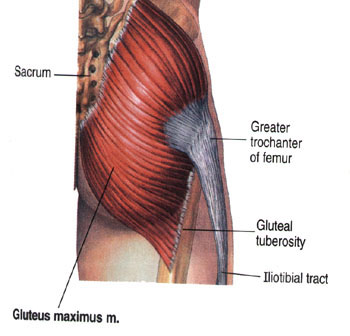 Sacrum
Greater
trochanter
of femur
Gluteal
tuberosity
Iliotibial tract
Gluteus maximus m.